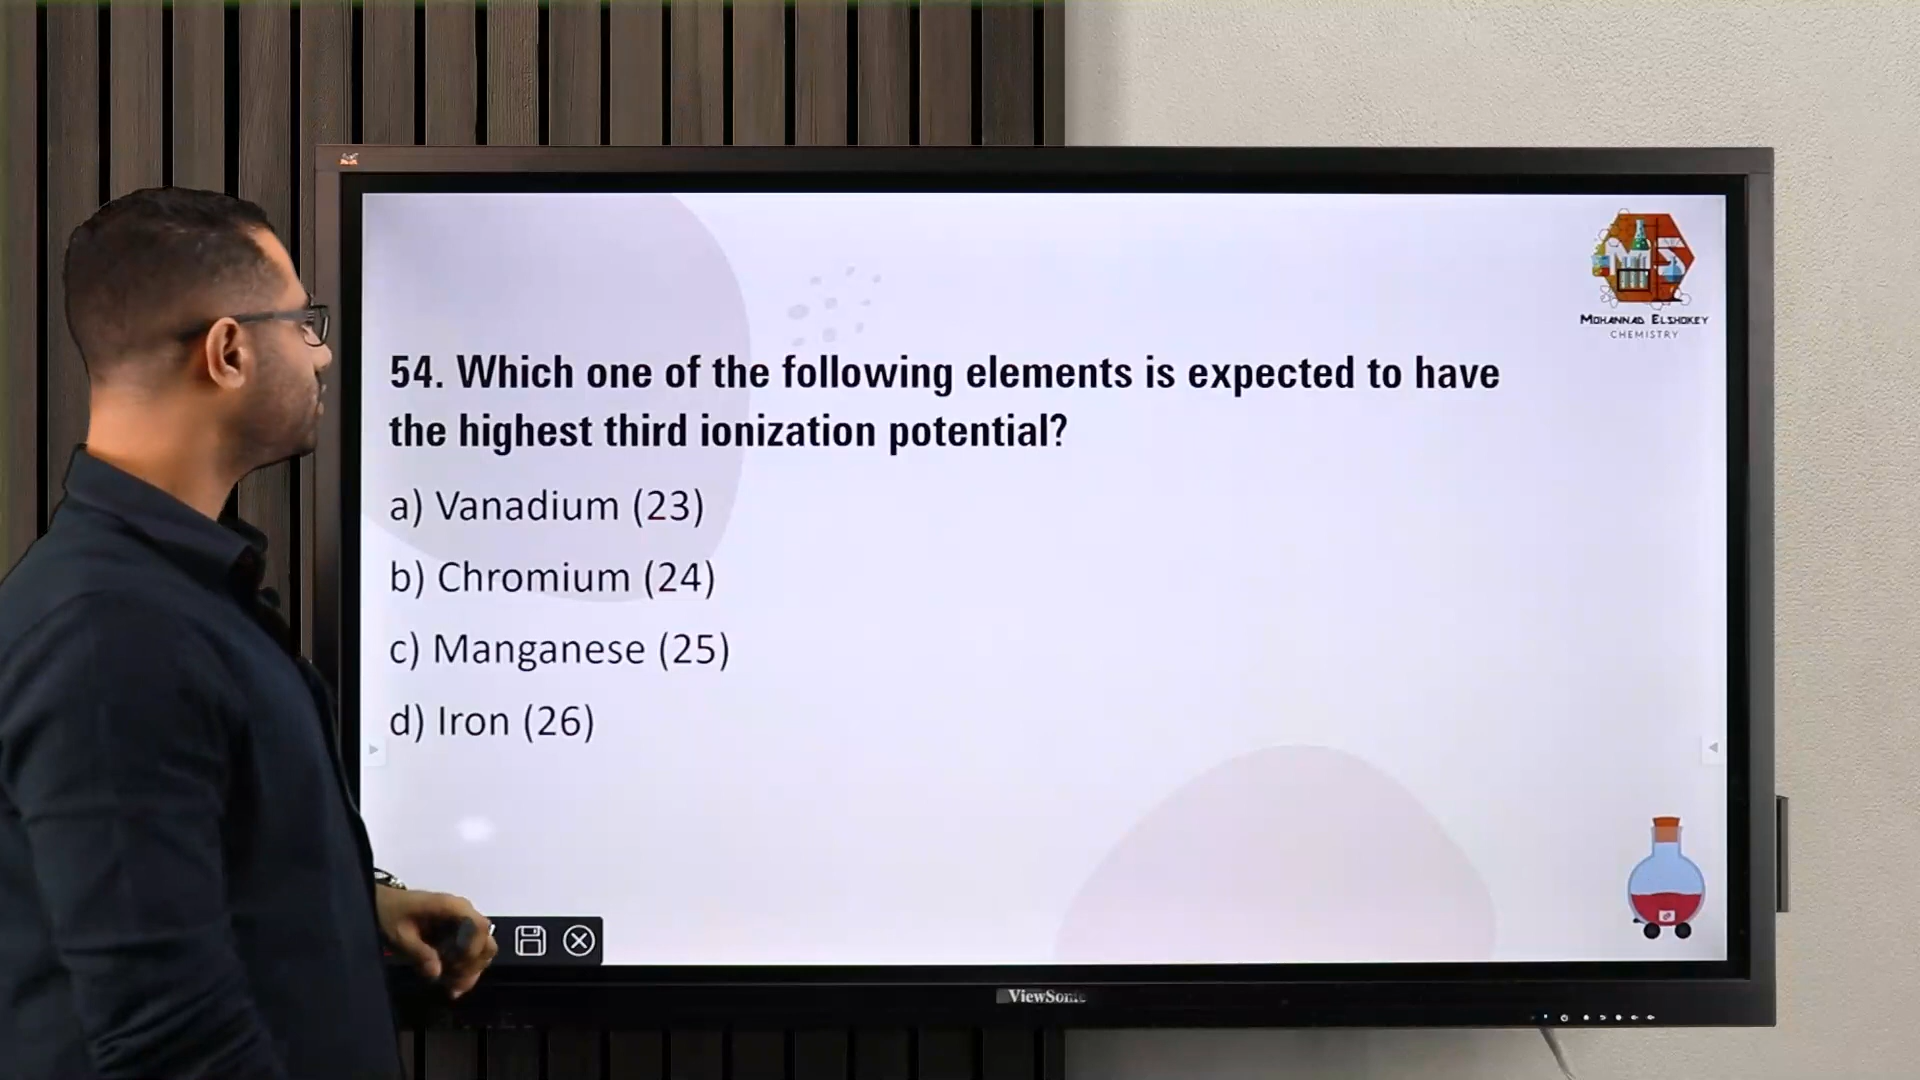 MS
MOHANNAD ELSHOKEY
CHEMISTRY
54. Which one of the following elements is expected to have
the highest third ionization potential?
a) Vanadium (23)
b) Chromium (24)
c) Manganese (25)
d) Iron (26)
ViewSonic